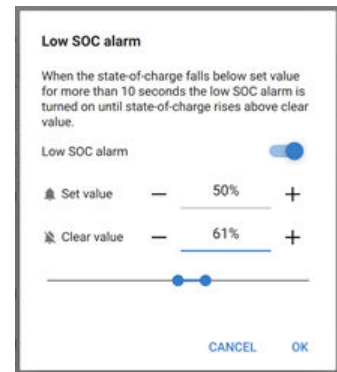 Low SOC alarm
When the state-of-charge falls below set value
for more than 10 seconds the low SOC alarm is
turned on until state-of-charge rises above clear
value.
Low SOC alarm
Set value — 50% +
Clear value — 61% +
CANCEL OK